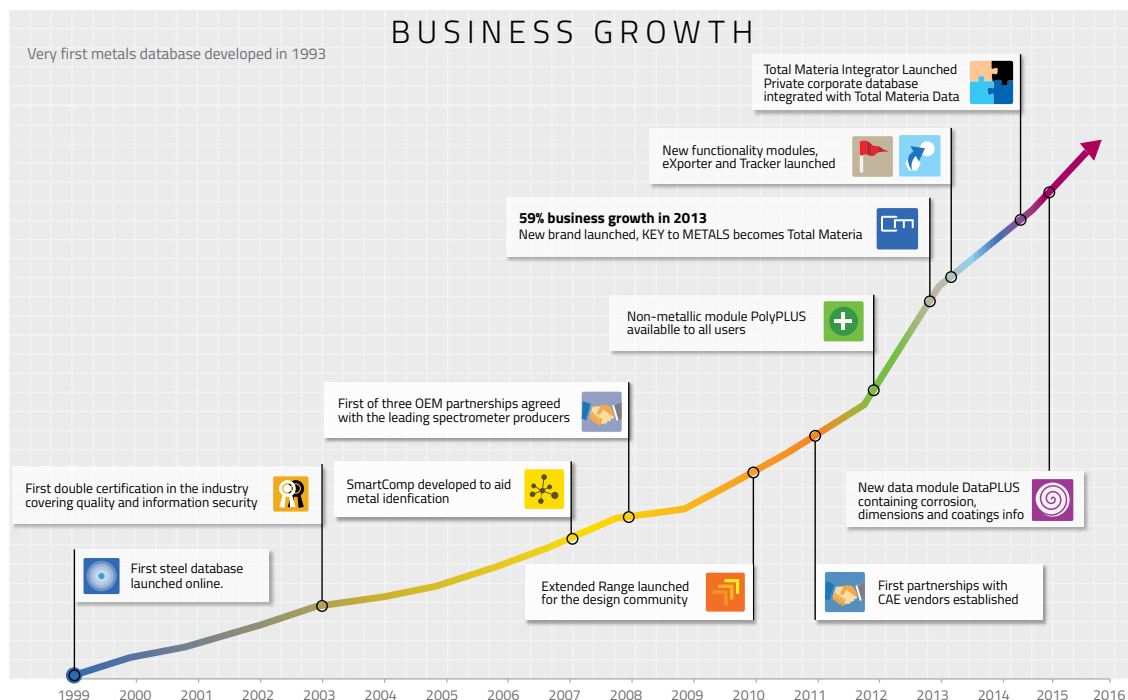 BUSINESS GROWTH
Very first metals database developed in 1993
Total Materia Integrator Launched
Private corporate database
integrated with Total Materia Data
New functionality modules,
eXporter and Tracker launched
59% business growth in 2013
New brand launched, KEY to METALS becomes Total Materia
Non-metallic module PolyPLUS
availablle to all users
First of three OEM partnerships agreed
with the leading spectrometer producers
First double certification in the industry
covering quality and information security
SmartComp developed to aid
metal idenfication
New data module DataPLUS
containing corrosion,
dimensions and coatings info
First steel database
launched online.
Extended Range launched
for the design community
First partnerships with
CAE vendors established
1999 2000 2001 2002 2003 2004 2005 2006 2007 2008 2009 2010 2011 2012 2013 2014 2015 2016